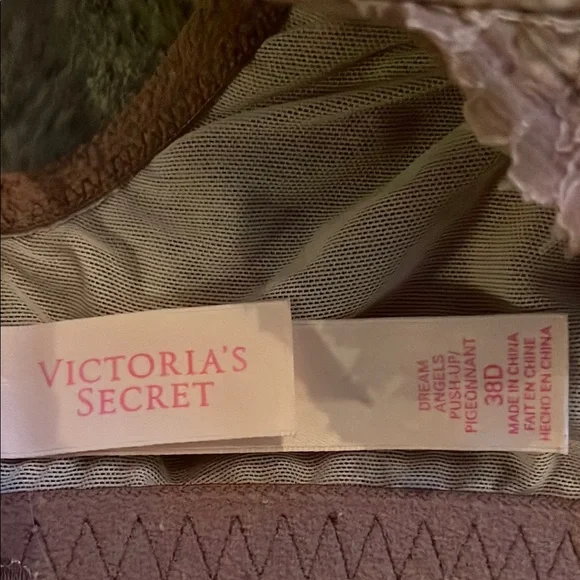 VICTORIA'S
SECRET
DREAM
ANGELS
PUSH-UP/
PIGEONNANT
38D
MADE IN CHINA
FAIT EN CHINE
HECHO EN CHINA